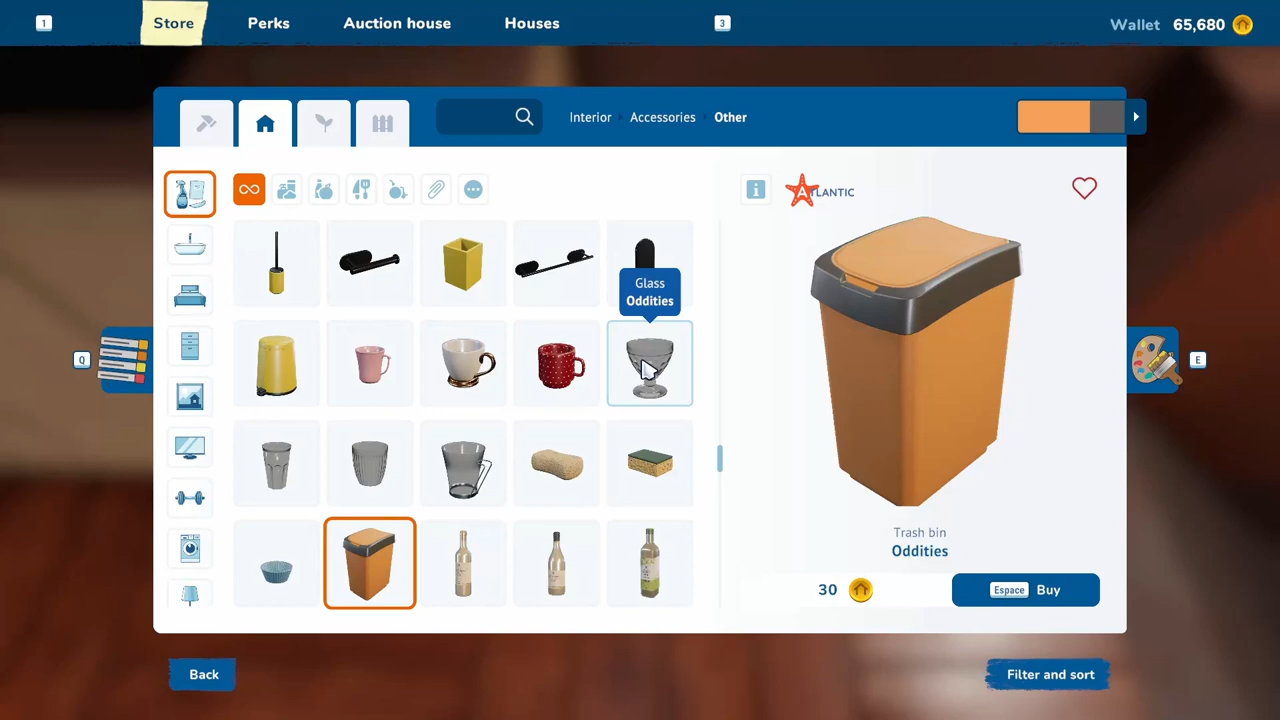 1
Store
Perks
Auction house
Houses
3
Wallet 65,680
Interior Accessories Other
ATLANTIC
Glass
Oddities
Q
E
Trash bin
Oddities
30
Espace Buy
Back
Filter and sort